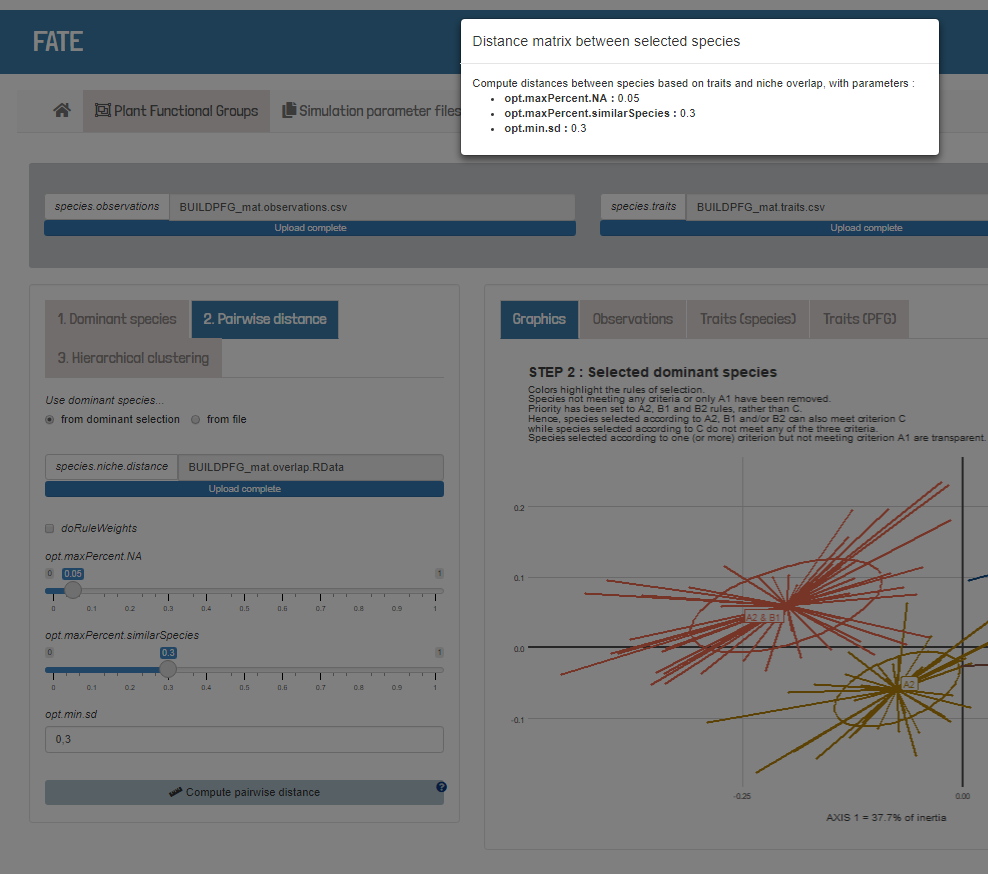 FATE
Distance matrix between selected species
Compute distances between species based on traits and niche overlap, with parameters :
• opt.maxPercent.NA : 0.05
• opt.maxPercent.similarSpecies : 0.3
• opt.min.sd : 0.3
Plant Functional Groups
Simulation parameter files
species.observations BUILDPFG_mat.observations.csv
Upload complete
species.traits BUILDPFG_mat.traits.csv
Upload complete
1. Dominant species 2. Pairwise distance
3. Hierarchical clustering
Use dominant species...
from dominant selection from file
species.niche.distance BUILDPFG_mat.overlap.RData
Upload complete
doRuleWeights
opt.maxPercent.NA
0 0.05 1
0 0.1 0.2 0.3 0.4 0.5 0.6 0.7 0.8 0.9 1
opt.maxPercent.similarSpecies
0 0.3 1
0 0.1 0.2 0.3 0.4 0.5 0.6 0.7 0.8 0.9 1
opt.min.sd
0,3
Compute pairwise distance ?
Graphics Observations Traits (species) Traits (PFG)
STEP 2 : Selected dominant species
Colors highlight the rules of selection.
Species not meeting any criteria or only A1 have been removed.
Priority has been set to A2, B1 and B2 rules, rather than C.
Hence, species selected according to A2, B1 and/or B2 can also meet criterion C
while species selected according to C do not meet any of the three criteria.
Species selected according to one (or more) criterion but not meeting criterion A1 are transparent.
0.2
0.1
A2 & B1
0.0
A2
-0.1
-0.25 0.00
AXIS 1 = 37.7% of inertia